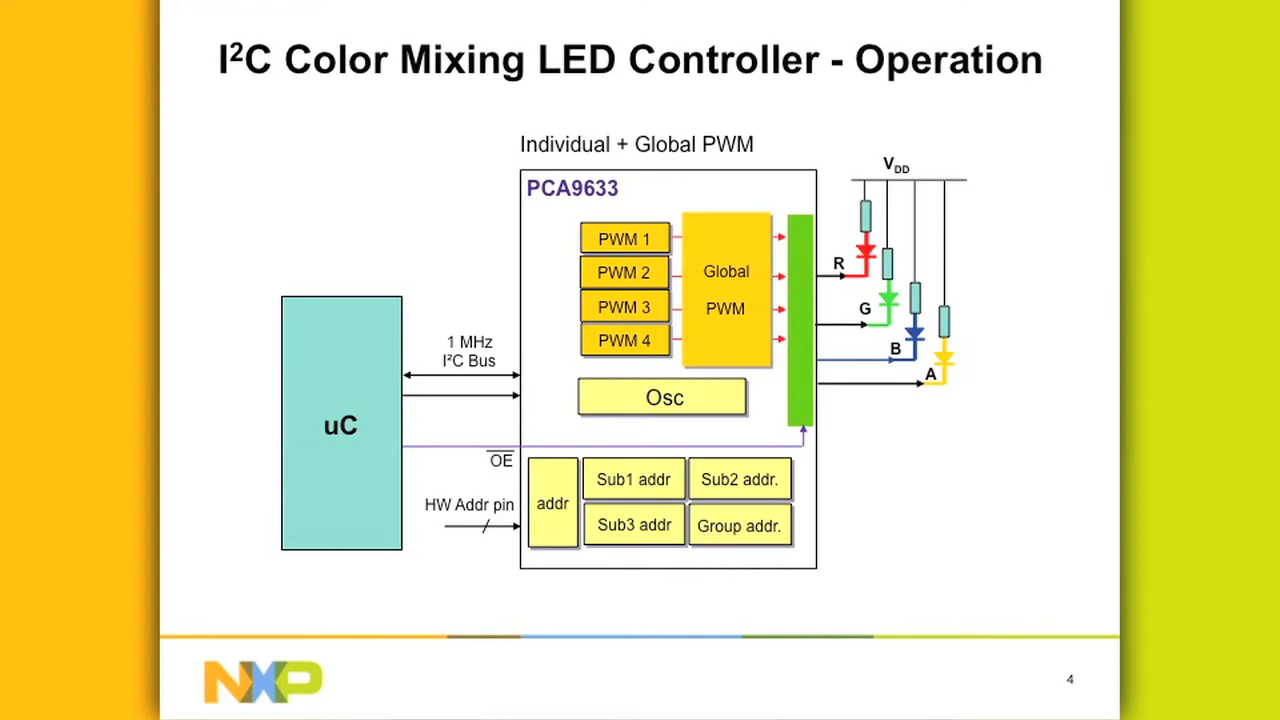 I²C Color Mixing LED Controller - Operation
Individual + Global PWM
PCA9633
VDD
PWM 1
PWM 2
PWM 3
PWM 4
Global
PWM
R
G
B
A
1 MHz
I²C Bus
Osc
uC
OE
HW Addr pin
addr
Sub1 addr
Sub2 addr.
Sub3 addr
Group addr.
NXP
4